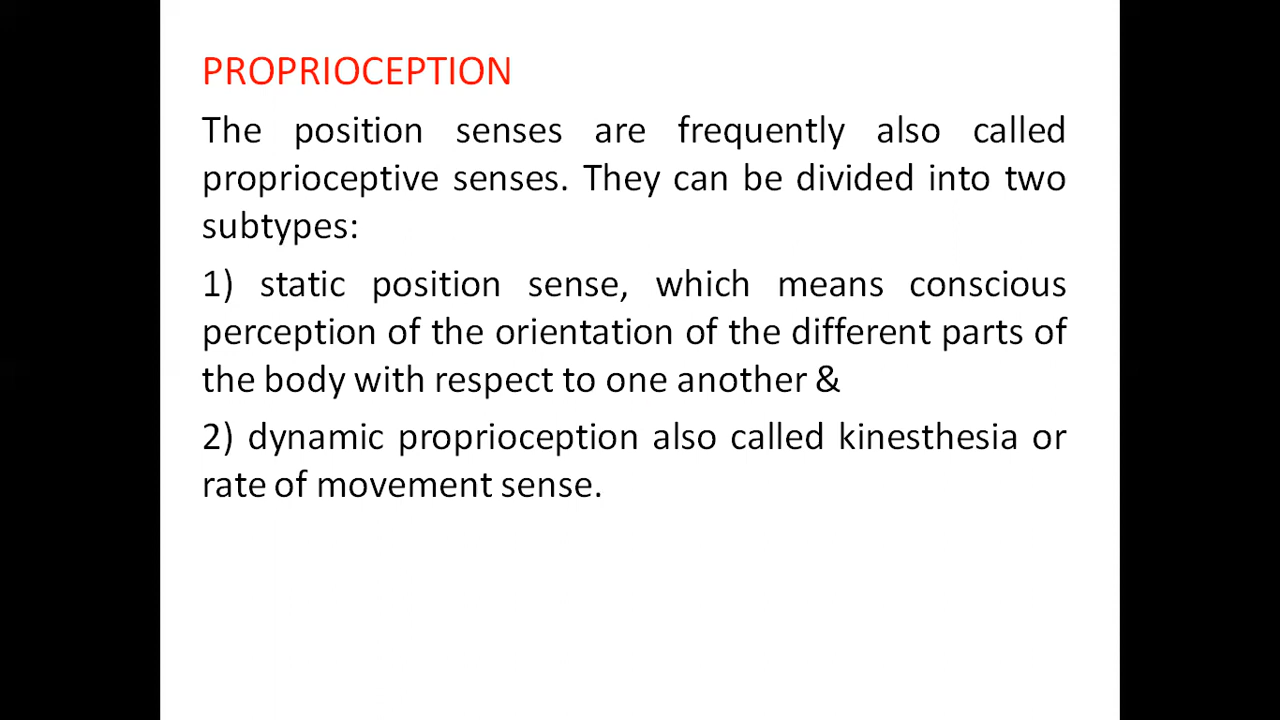 PROPRIOCEPTION
The position senses are frequently also called
proprioceptive senses. They can be divided into two
subtypes:
1) static position sense, which means conscious
perception of the orientation of the different parts of
the body with respect to one another &
2) dynamic proprioception also called kinesthesia or
rate of movement sense.